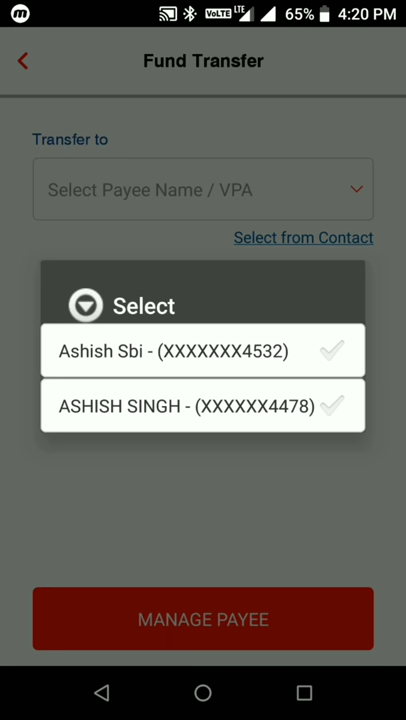 m VoLTE LTE 65% 4:20 PM
Fund Transfer
Transfer to
Select Payee Name / VPA
Select from Contact
Select
Ashish Sbi - (XXXXXXX4532)
ASHISH SINGH - (XXXXXX4478)
MANAGE PAYEE